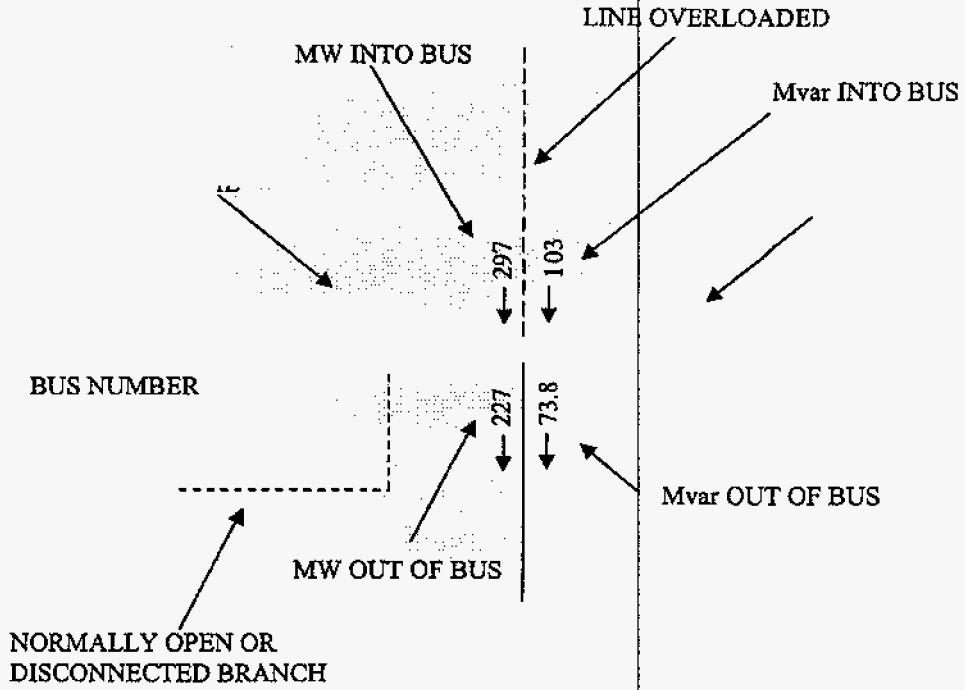 LINE OVERLOADED
MW INTO BUS
Mvar INTO BUS
297
103
BUS NUMBER
227
73.8
Mvar OUT OF BUS
MW OUT OF BUS
NORMALLY OPEN OR
DISCONNECTED BRANCH